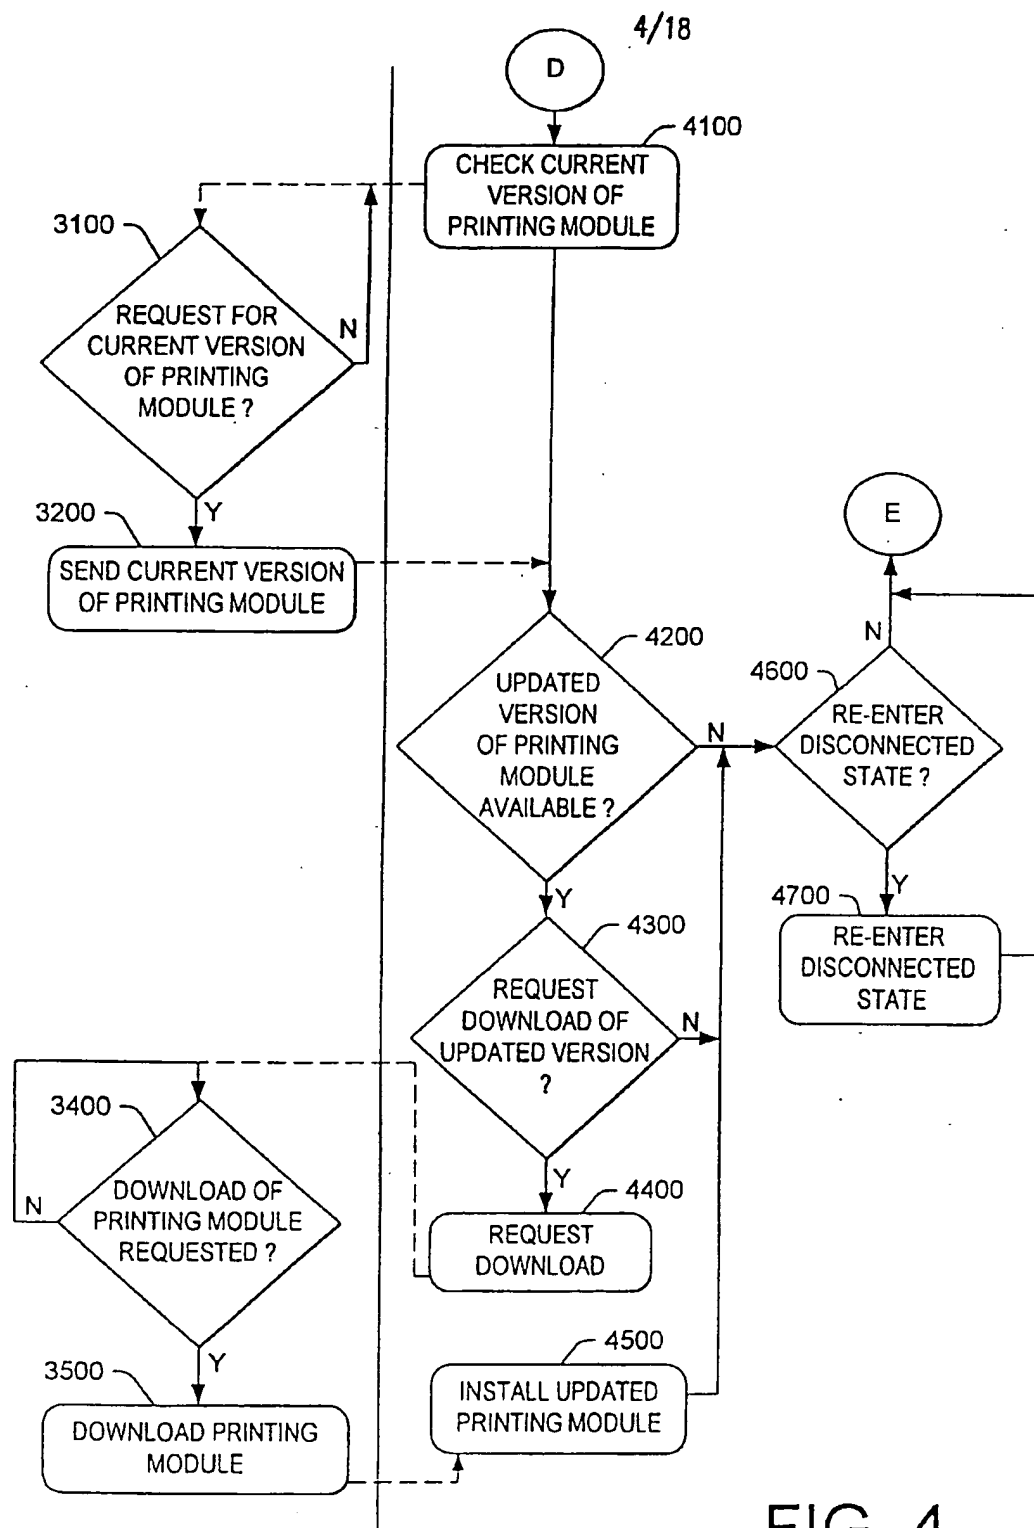 4/18
D
4100
CHECK CURRENT
VERSION OF
PRINTING MODULE
3100
REQUEST FOR
CURRENT VERSION
OF PRINTING
MODULE ?
N
Y
3200
SEND CURRENT VERSION
OF PRINTING MODULE
E
N
4200
UPDATED
VERSION
OF PRINTING
MODULE
AVAILABLE ?
N
4600
RE-ENTER
DISCONNECTED
STATE ?
Y
Y
4700
RE-ENTER
DISCONNECTED
STATE
4300
REQUEST
DOWNLOAD OF
UPDATED VERSION
?
N
Y
3400
DOWNLOAD OF
PRINTING MODULE
REQUESTED ?
N
Y
4400
REQUEST
DOWNLOAD
3500
DOWNLOAD PRINTING
MODULE
4500
INSTALL UPDATED
PRINTING MODULE
FIG. 4